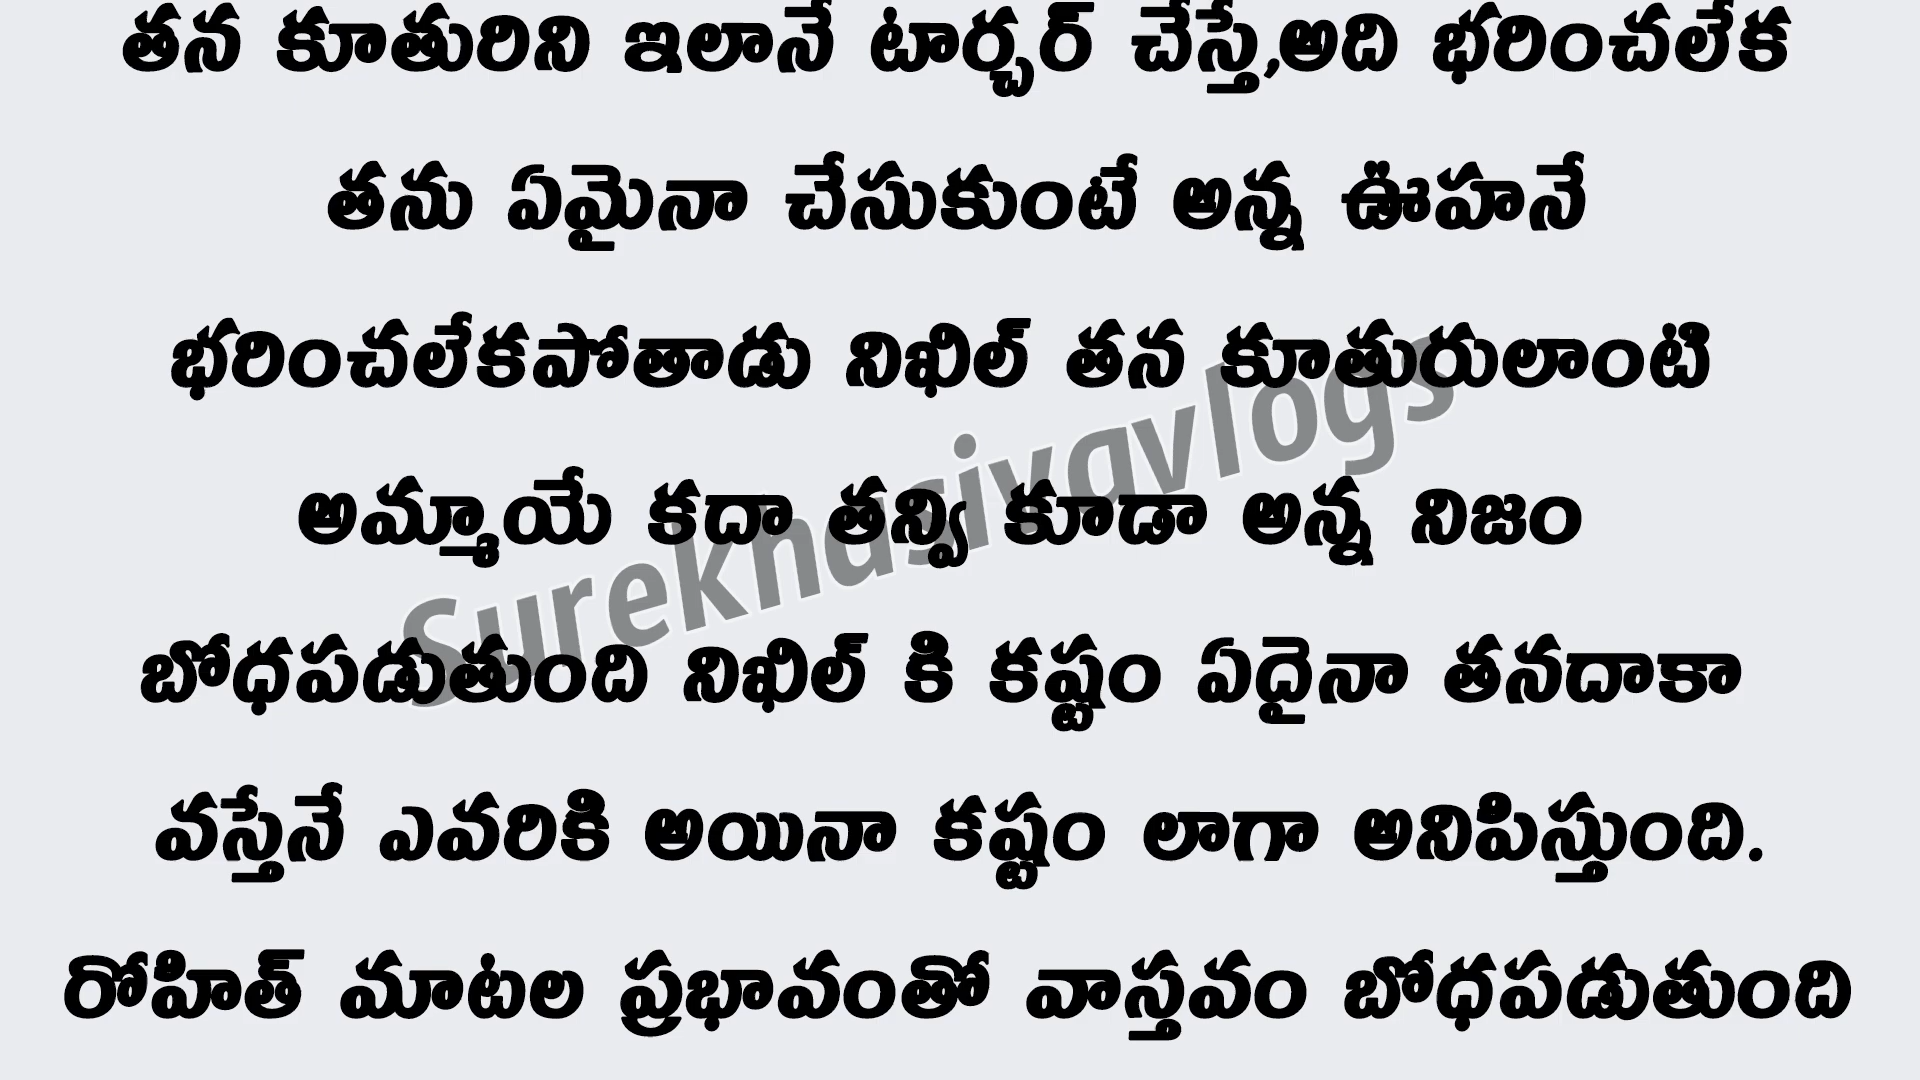 తన కూతురిని ఇలానే టార్చర్ చేస్తే,అది భరించలేక
తను ఏమైనా చేసుకుంటే అన్న ఊహనే
భరించలేకపోతాడు నిఖిల్ తన కూతురులాంటి
అమ్మాయే కదా తన్వి కూడా అన్న నిజం
బోధపడుతుంది నిఖిల్ కి కష్టం ఏదైనా తనదాకా
వస్తేనే ఎవరికి అయినా కష్టం లాగా అనిపిస్తుంది.
రోహిత్ మాటల ప్రభావంతో వాస్తవం బోధపడుతుంది
Surekhasivavlogs